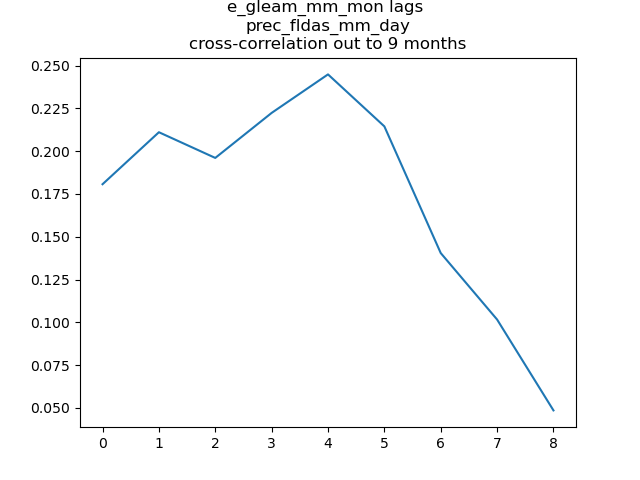 e_gleam_mm_mon lags
prec_fldas_mm_day
cross-correlation out to 9 months
0.250
0.225
0.200
0.175
0.150
0.125
0.100
0.075
0.050
0 1 2 3 4 5 6 7 8